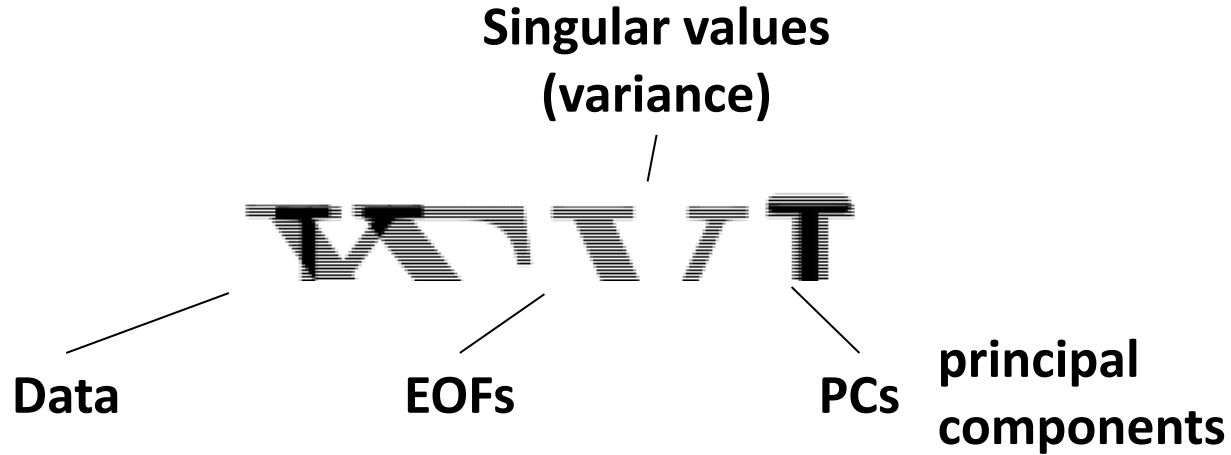 Singular values
(variance)
Data
EOFs
PCs
principal
components